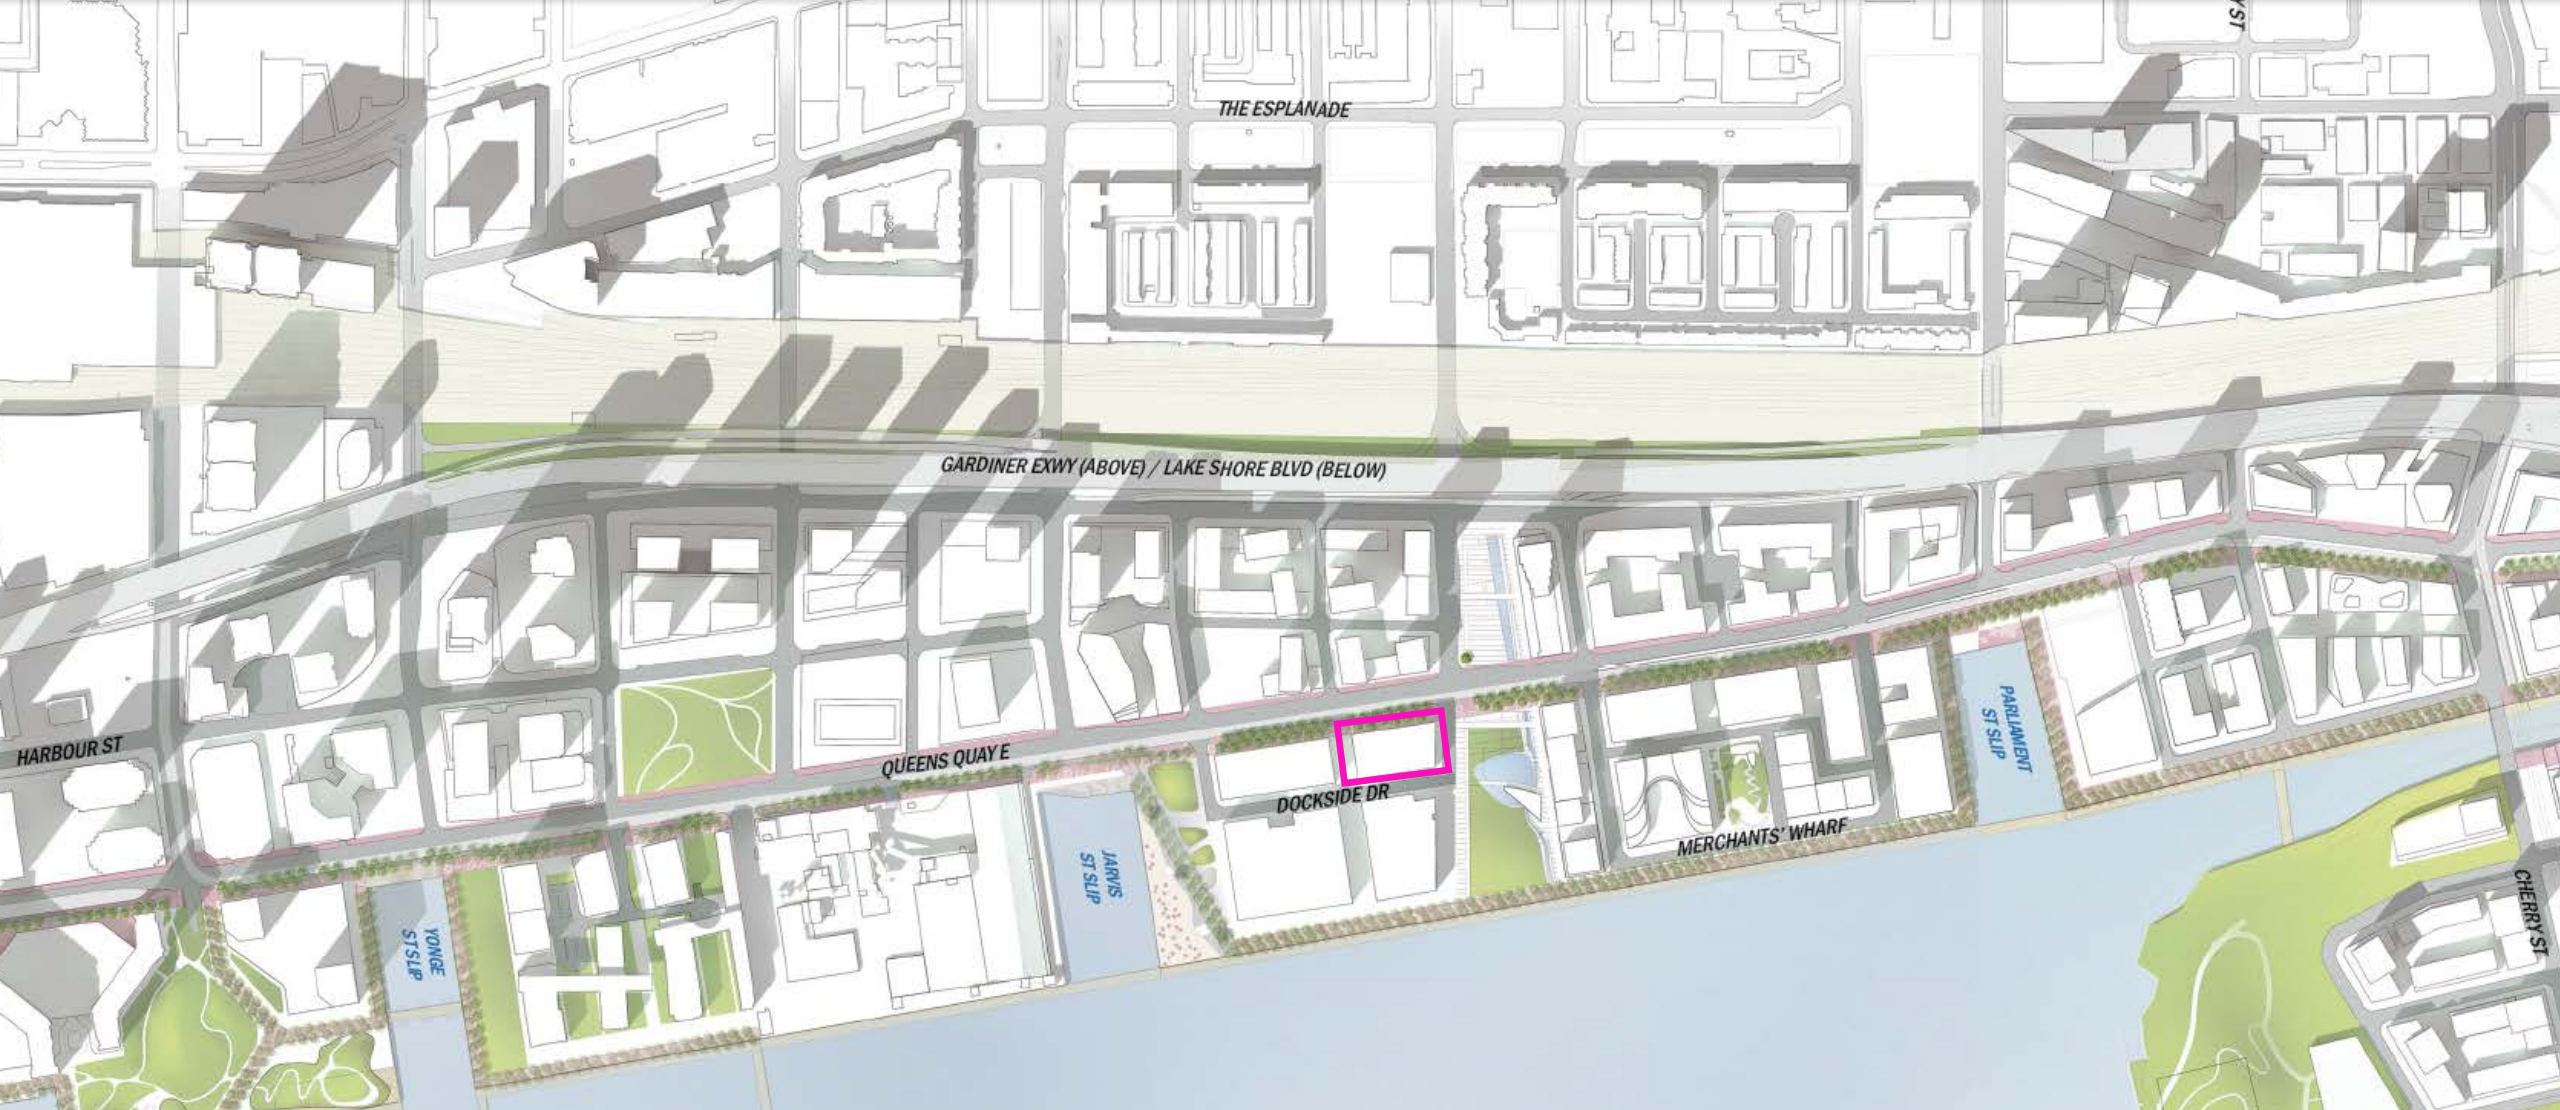 Y ST
THE ESPLANADE
GARDINER EXWY (ABOVE) / LAKE SHORE BLVD (BELOW)
HARBOUR ST
QUEENS QUAY E
DOCKSIDE DR
MERCHANTS' WHARF
PARLIAMENT
ST SLIP
JARVIS
ST SLIP
YONGE
ST SLIP
CHERRY ST